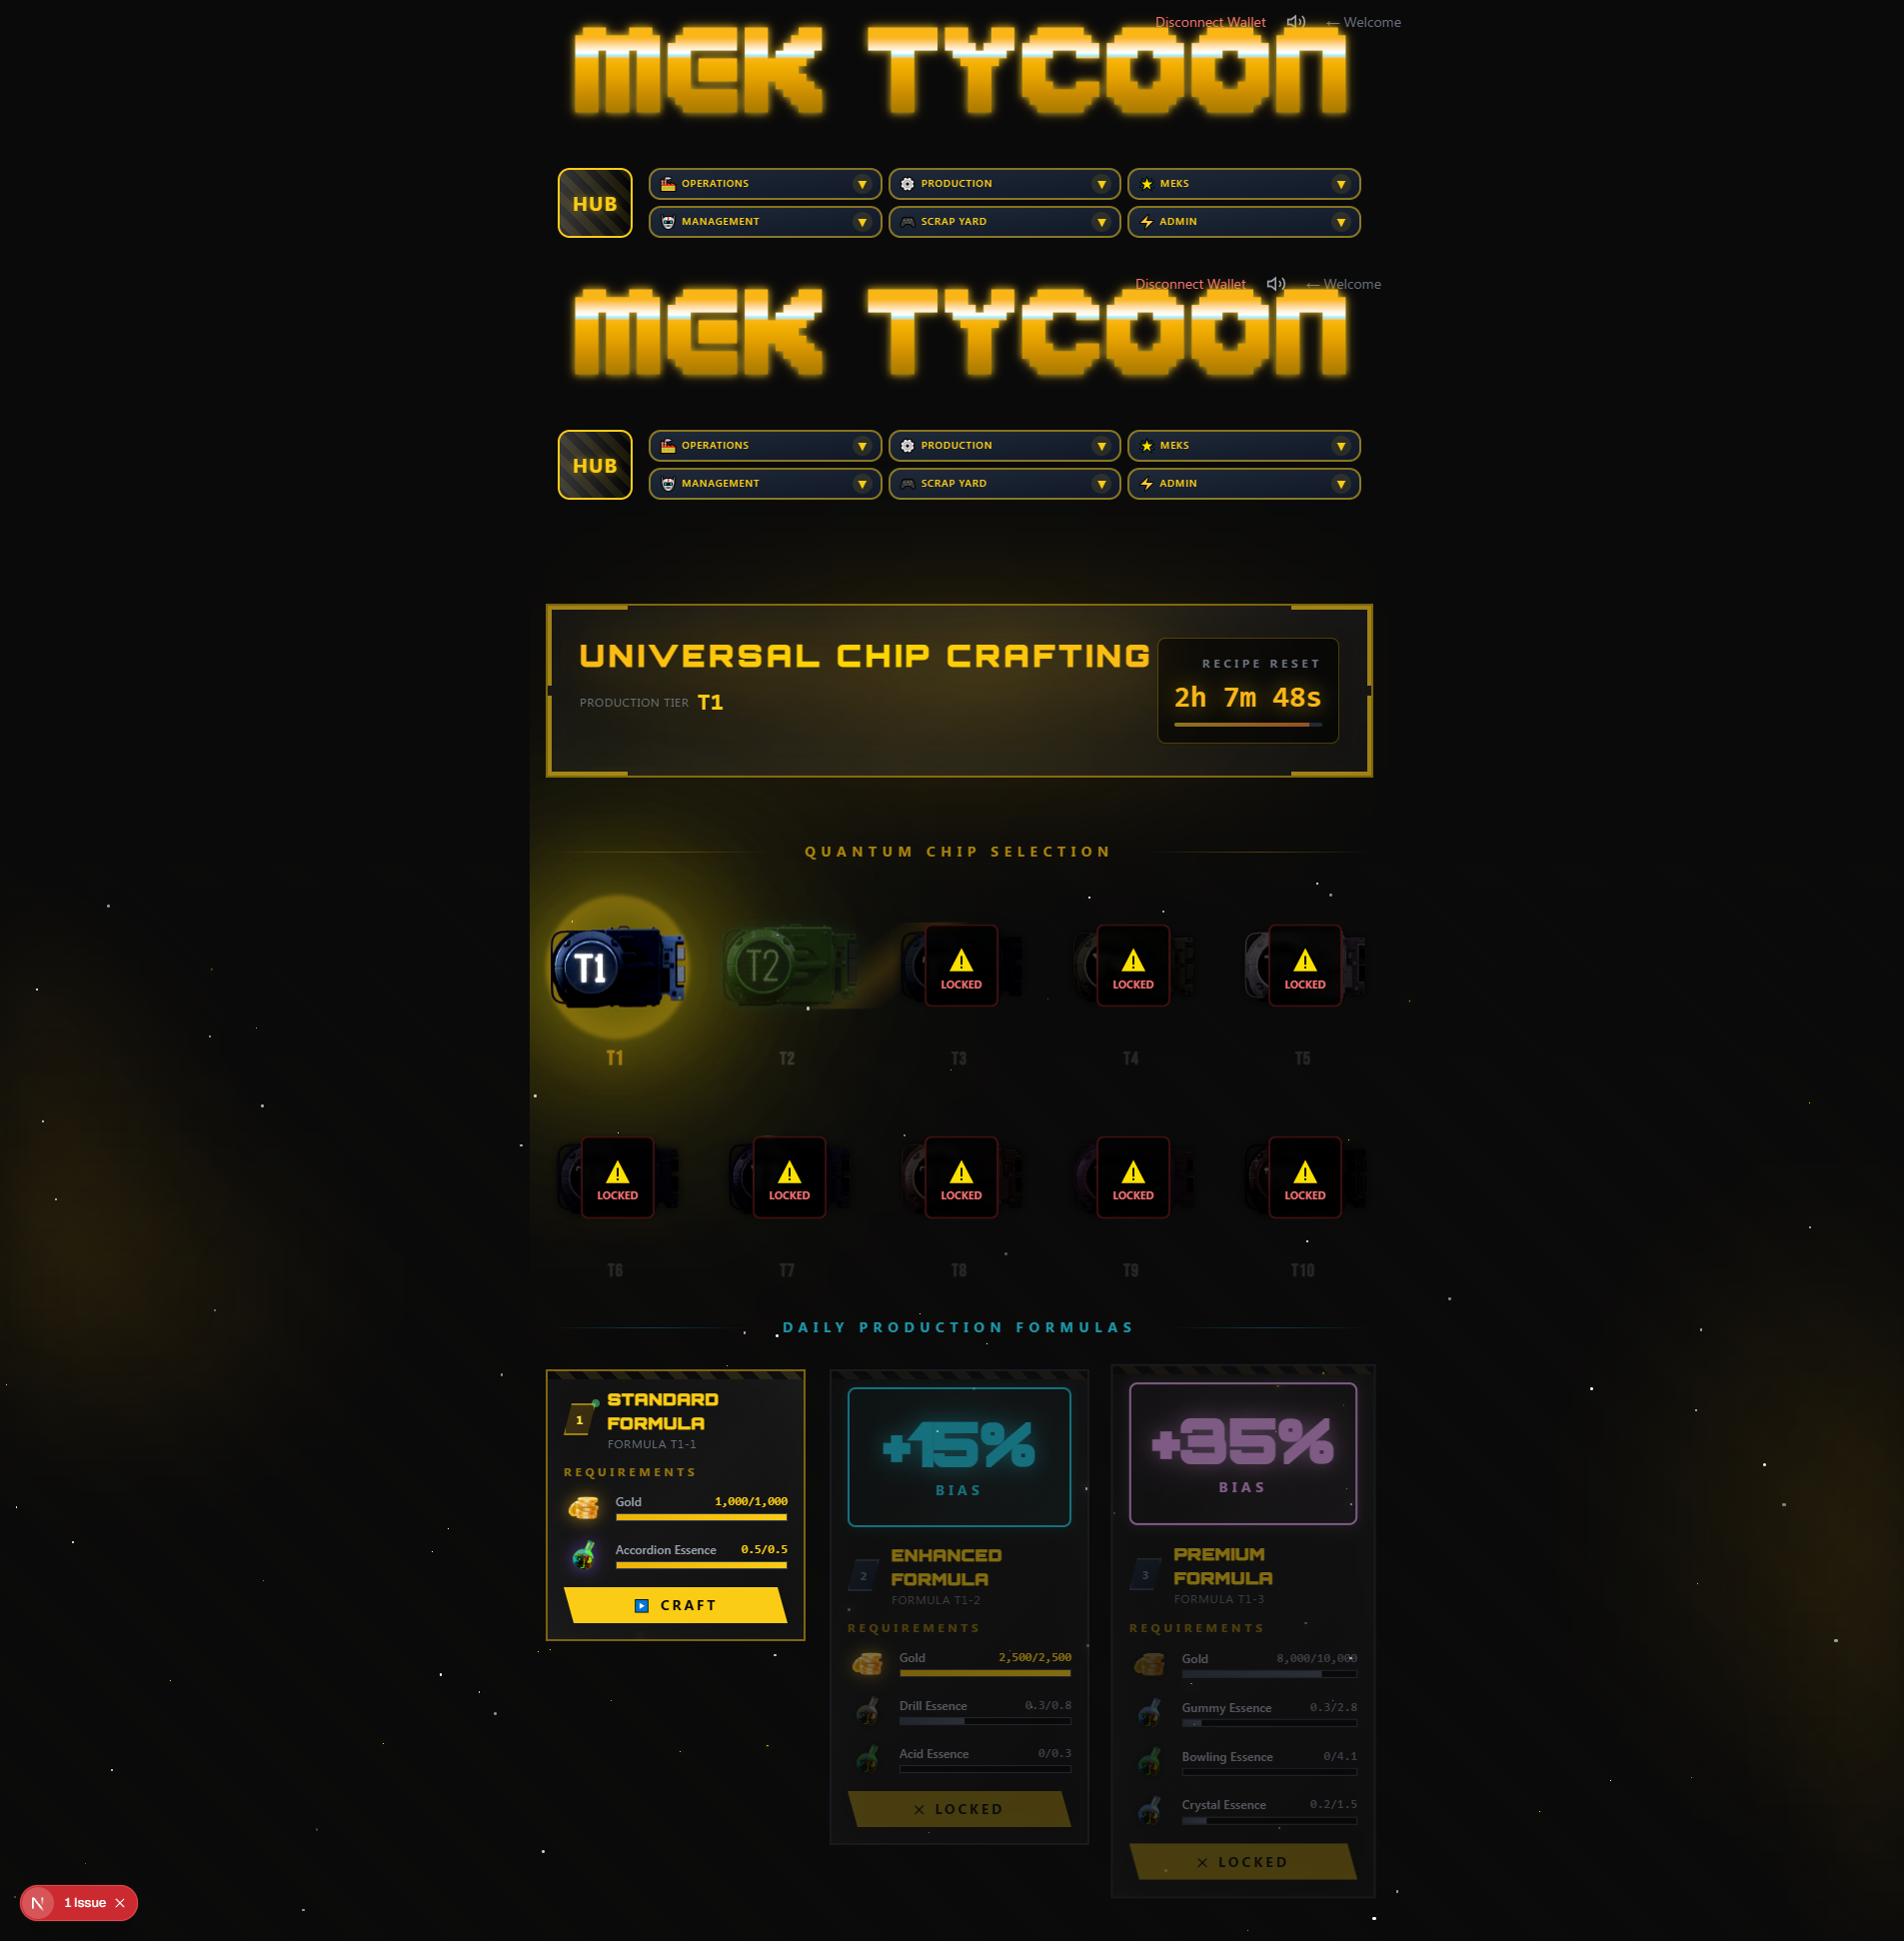 Disconnect Wallet ← Welcome
MEK TYCOON
HUB
OPERATIONS ▼
PRODUCTION ▼
MEKS ▼
MANAGEMENT ▼
SCRAP YARD ▼
ADMIN ▼
Disconnect Wallet ← Welcome
MEK TYCOON
HUB
OPERATIONS ▼
PRODUCTION ▼
MEKS ▼
MANAGEMENT ▼
SCRAP YARD ▼
ADMIN ▼
UNIVERSAL CHIP CRAFTING
PRODUCTION TIER T1
RECIPE RESET
2h 7m 48s
QUANTUM CHIP SELECTION
T1
T2
LOCKED
LOCKED
LOCKED
T1
T2
T3
T4
T5
LOCKED
LOCKED
LOCKED
LOCKED
LOCKED
T6
T7
T8
T9
T10
DAILY PRODUCTION FORMULAS
1
STANDARD
FORMULA
FORMULA T1-1
REQUIREMENTS
Gold 1,000/1,000
Accordion Essence 0.5/0.5
CRAFT
+15%
BIAS
2
ENHANCED
FORMULA
FORMULA T1-2
REQUIREMENTS
Gold 2,500/2,500
Drill Essence 0.3/0.8
Acid Essence 0/0.3
× LOCKED
+35%
BIAS
3
PREMIUM
FORMULA
FORMULA T1-3
REQUIREMENTS
Gold 8,000/10,000
Gummy Essence 0.3/2.8
Bowling Essence 0/4.1
Crystal Essence 0.2/1.5
× LOCKED
N 1 Issue ×